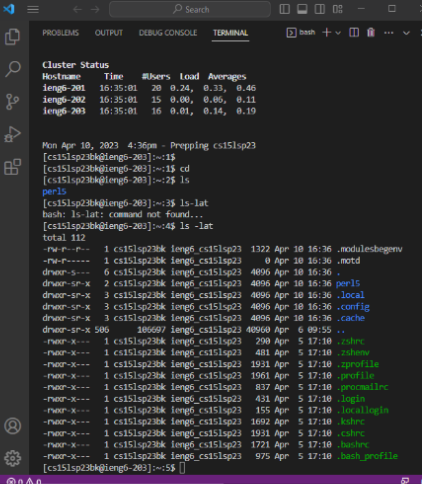 Search
PROBLEMS OUTPUT DEBUG CONSOLE TERMINAL bash
Cluster Status
Hostname Time #Users Load Averages
ieng6-201 16:35:01 20 0.24, 0.33, 0.46
ieng6-202 16:35:01 15 0.00, 0.06, 0.11
ieng6-203 16:35:01 16 0.01, 0.14, 0.19
Mon Apr 10, 2023 4:36pm - Prepping cs15lsp23
[cs15lsp23bk@ieng6-203]:~:1$
[cs15lsp23bk@ieng6-203]:~:1$ cd
[cs15lsp23bk@ieng6-203]:~:2$ ls
perl5
[cs15lsp23bk@ieng6-203]:~:3$ ls-lat
bash: ls-lat: command not found...
[cs15lsp23bk@ieng6-203]:~:4$ ls -lat
total 112
-rw-r--r-- 1 cs15lsp23bk ieng6_cs15lsp23 1322 Apr 10 16:36 .modulesbegenv
-rw-r----- 1 cs15lsp23bk ieng6_cs15lsp23 0 Apr 10 16:36 .motd
drwxr-s--- 6 cs15lsp23bk ieng6_cs15lsp23 4096 Apr 10 16:36 .
drwxr-sr-x 2 cs15lsp23bk ieng6_cs15lsp23 4096 Apr 10 16:36 perl5
drwxr-sr-x 3 cs15lsp23bk ieng6_cs15lsp23 4096 Apr 10 16:36 .local
drwxr-sr-x 3 cs15lsp23bk ieng6_cs15lsp23 4096 Apr 10 16:36 .config
drwxr-sr-x 3 cs15lsp23bk ieng6_cs15lsp23 4096 Apr 10 16:36 .cache
drwxr-sr-x 506 106697 ieng6_cs15lsp23 40960 Apr 6 09:55 ..
-rwxr-x--- 1 cs15lsp23bk ieng6_cs15lsp23 290 Apr 5 17:10 .zshrc
-rwxr-x--- 1 cs15lsp23bk ieng6_cs15lsp23 481 Apr 5 17:10 .zshenv
-rwxr-x--- 1 cs15lsp23bk ieng6_cs15lsp23 1931 Apr 5 17:10 .zprofile
-rwxr-x--- 1 cs15lsp23bk ieng6_cs15lsp23 1961 Apr 5 17:10 .profile
-rwxr-x--- 1 cs15lsp23bk ieng6_cs15lsp23 837 Apr 5 17:10 .procmailrc
-rwxr-x--- 1 cs15lsp23bk ieng6_cs15lsp23 431 Apr 5 17:10 .login
-rwxr-x--- 1 cs15lsp23bk ieng6_cs15lsp23 155 Apr 5 17:10 .locallogin
-rwxr-x--- 1 cs15lsp23bk ieng6_cs15lsp23 1692 Apr 5 17:10 .kshrc
-rwxr-x--- 1 cs15lsp23bk ieng6_cs15lsp23 1931 Apr 5 17:10 .cshrc
-rwxr-x--- 1 cs15lsp23bk ieng6_cs15lsp23 1721 Apr 5 17:10 .bashrc
-rwxr-x--- 1 cs15lsp23bk ieng6_cs15lsp23 975 Apr 5 17:10 .bash_profile
[cs15lsp23bk@ieng6-203]:~:5$